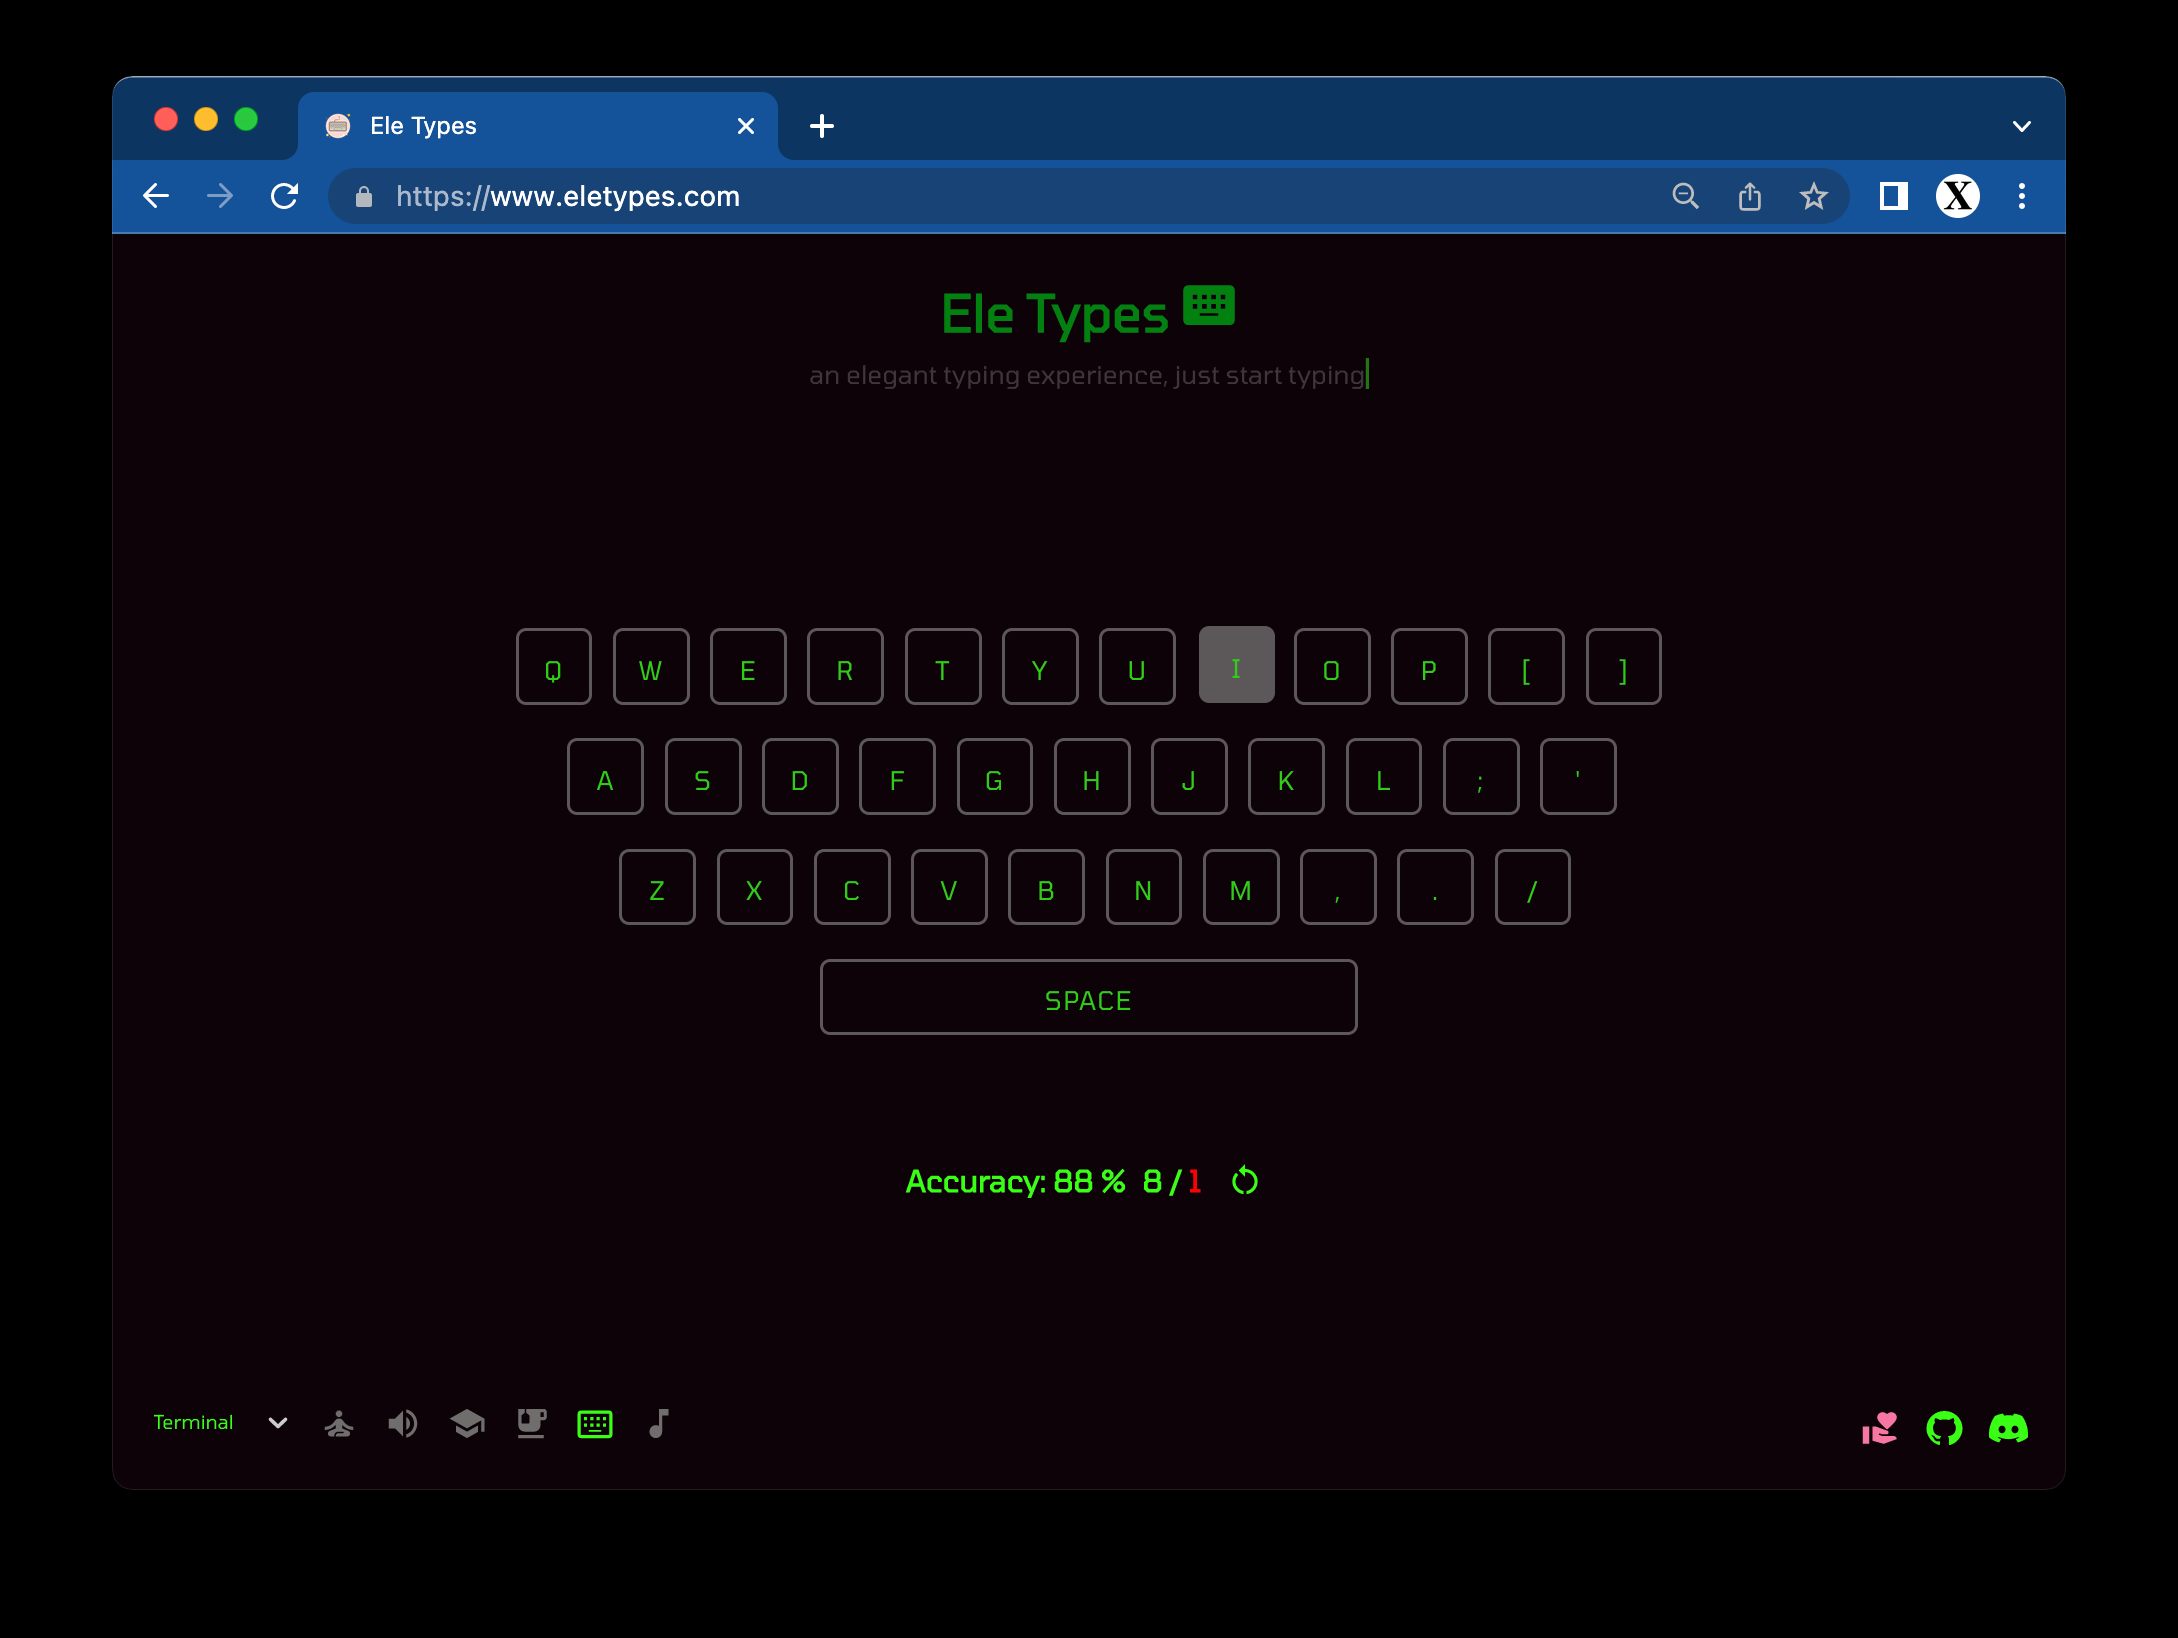 Ele Types
https://www.eletypes.com
X
Ele Types
an elegant typing experience, just start typing
Q W E R T Y U I O P [ ]
A S D F G H J K L ; '
Z X C V B N M , . /
SPACE
Accuracy: 88 % 8 / 1
Terminal